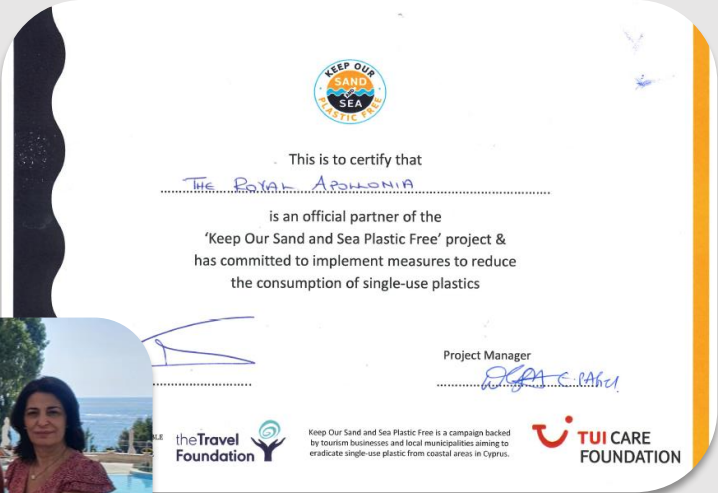 KEEP OUR
SAND
SEA
PLASTIC FREE
This is to certify that
THE ROYAL APOLLONIA
is an official partner of the
‘Keep Our Sand and Sea Plastic Free’ project &
has committed to implement measures to reduce
the consumption of single-use plastics
Project Manager
the Travel
Foundation
Keep Our Sand and Sea Plastic Free is a campaign backed
by tourism businesses and local municipalities aiming to
eradicate single-use plastic from coastal areas in Cyprus.
TUI CARE
FOUNDATION